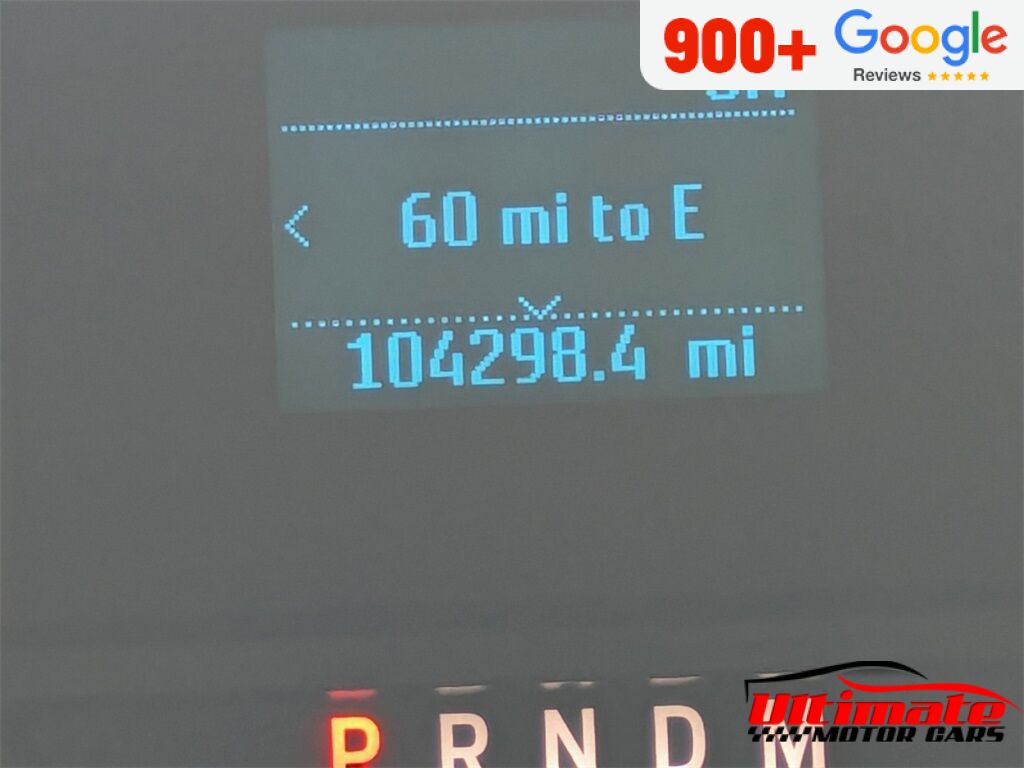 900+ Google
Reviews
< 60 mi to E
104298.4 mi
P R N D M
Ultimate
MOTOR CARS